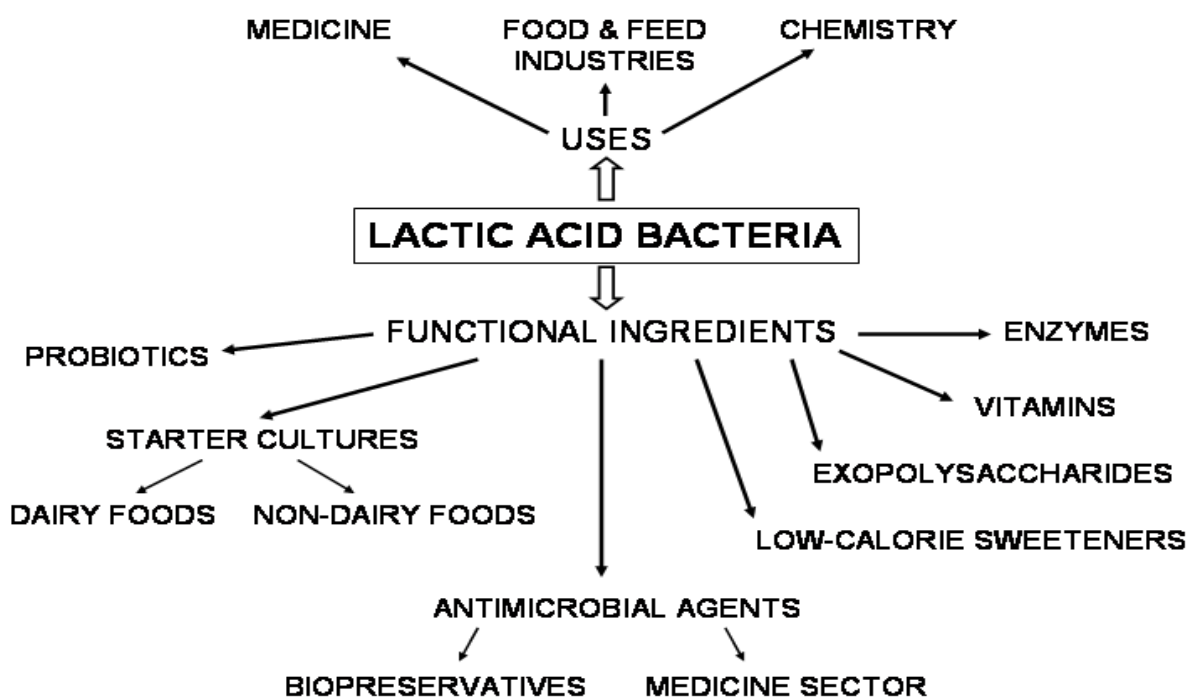 MEDICINE
FOOD & FEED
INDUSTRIES
CHEMISTRY
USES
LACTIC ACID BACTERIA
FUNCTIONAL INGREDIENTS
ENZYMES
PROBIOTICS
VITAMINS
STARTER CULTURES
EXOPOLYSACCHARIDES
DAIRY FOODS
NON-DAIRY FOODS
LOW-CALORIE SWEETENERS
ANTIMICROBIAL AGENTS
BIOPRESERVATIVES
MEDICINE SECTOR